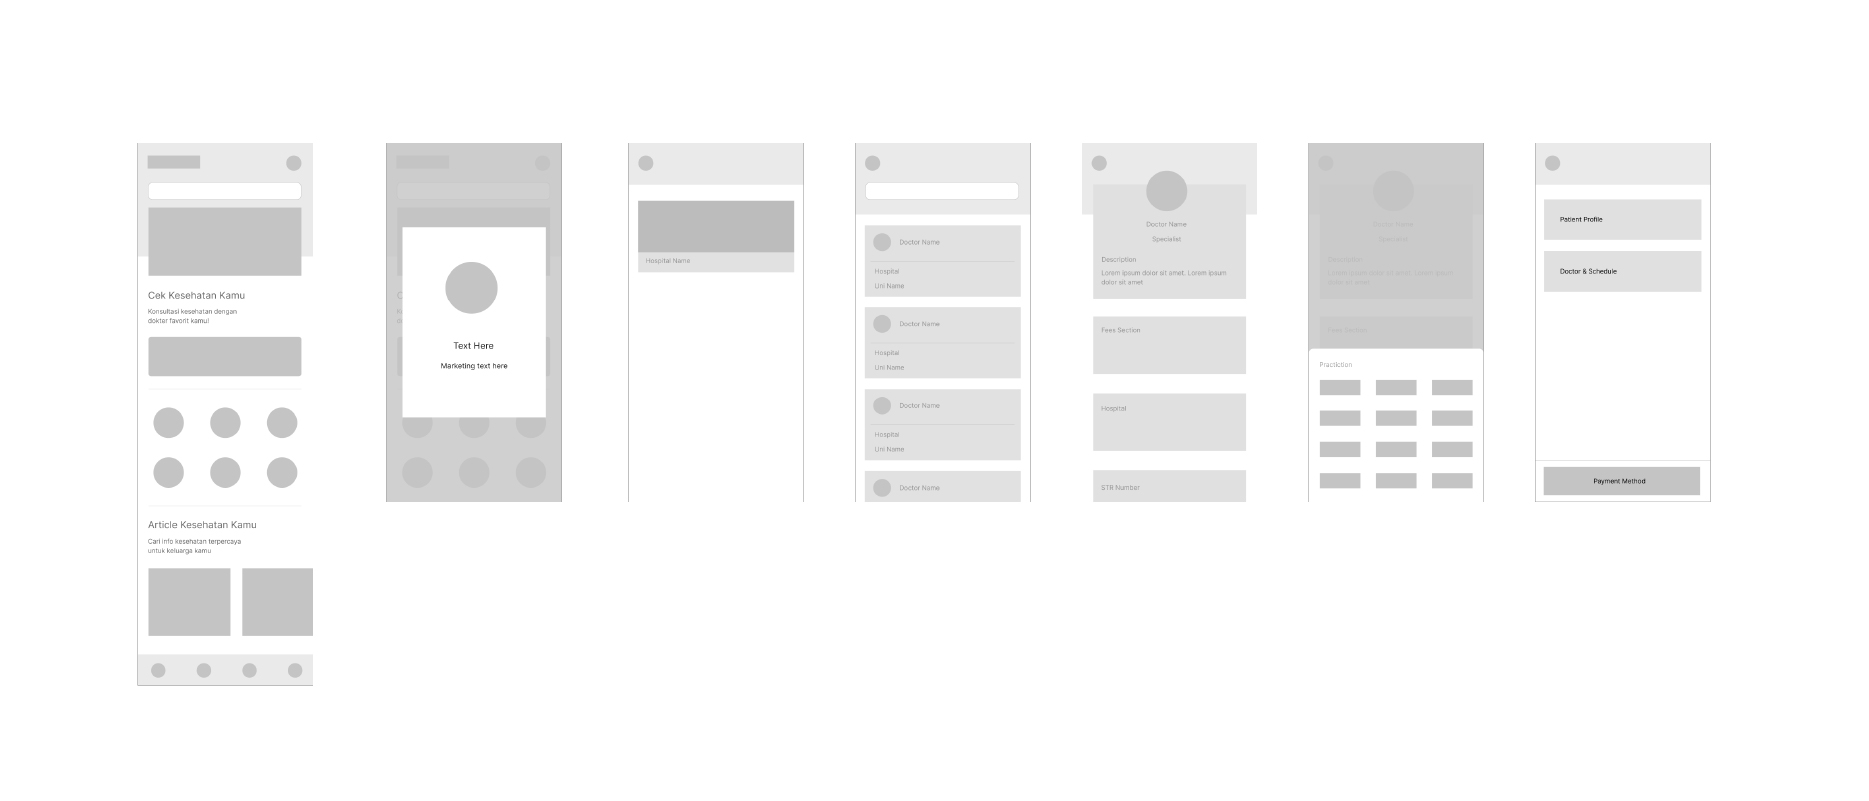 Cek Kesehatan Kamu
Konsultasi kesehatan dengan
dokter favorit kamu!
Article Kesehatan Kamu
Cari info kesehatan terpercaya
untuk keluarga kamu
Text Here
Marketing text here
Hospital Name
Doctor Name
Hospital
Uni Name
Doctor Name
Hospital
Uni Name
Doctor Name
Hospital
Uni Name
Doctor Name
Doctor Name
Specialist
Description
Lorem ipsum dolor sit amet. Lorem ipsum
dolor sit amet
Fees Section
Hospital
STR Number
Doctor Name
Specialist
Description
Lorem ipsum dolor sit amet. Lorem ipsum
dolor sit amet
Fees Section
Practiction
Patient Profile
Doctor & Schedule
Payment Method